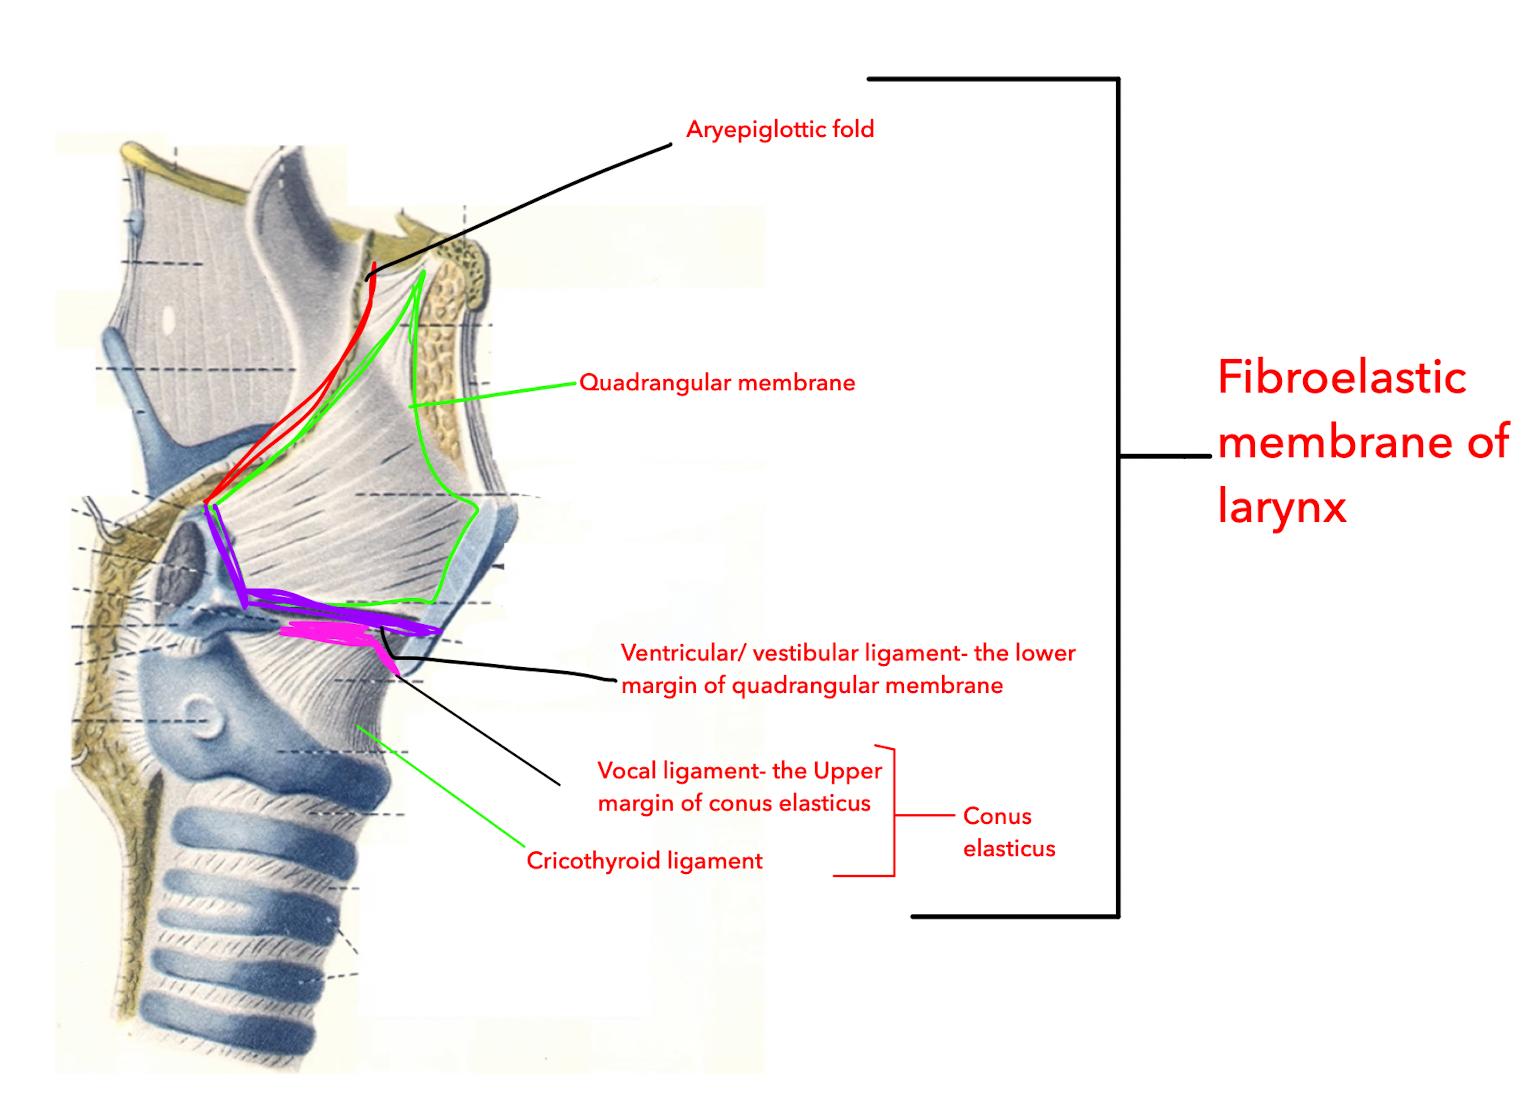 Aryepiglottic fold
Quadrangular membrane
Fibroelastic
membrane of
larynx
Ventricular/ vestibular ligament- the lower
margin of quadrangular membrane
Vocal ligament- the Upper
margin of conus elasticus
Conus
elasticus
Cricothyroid ligament